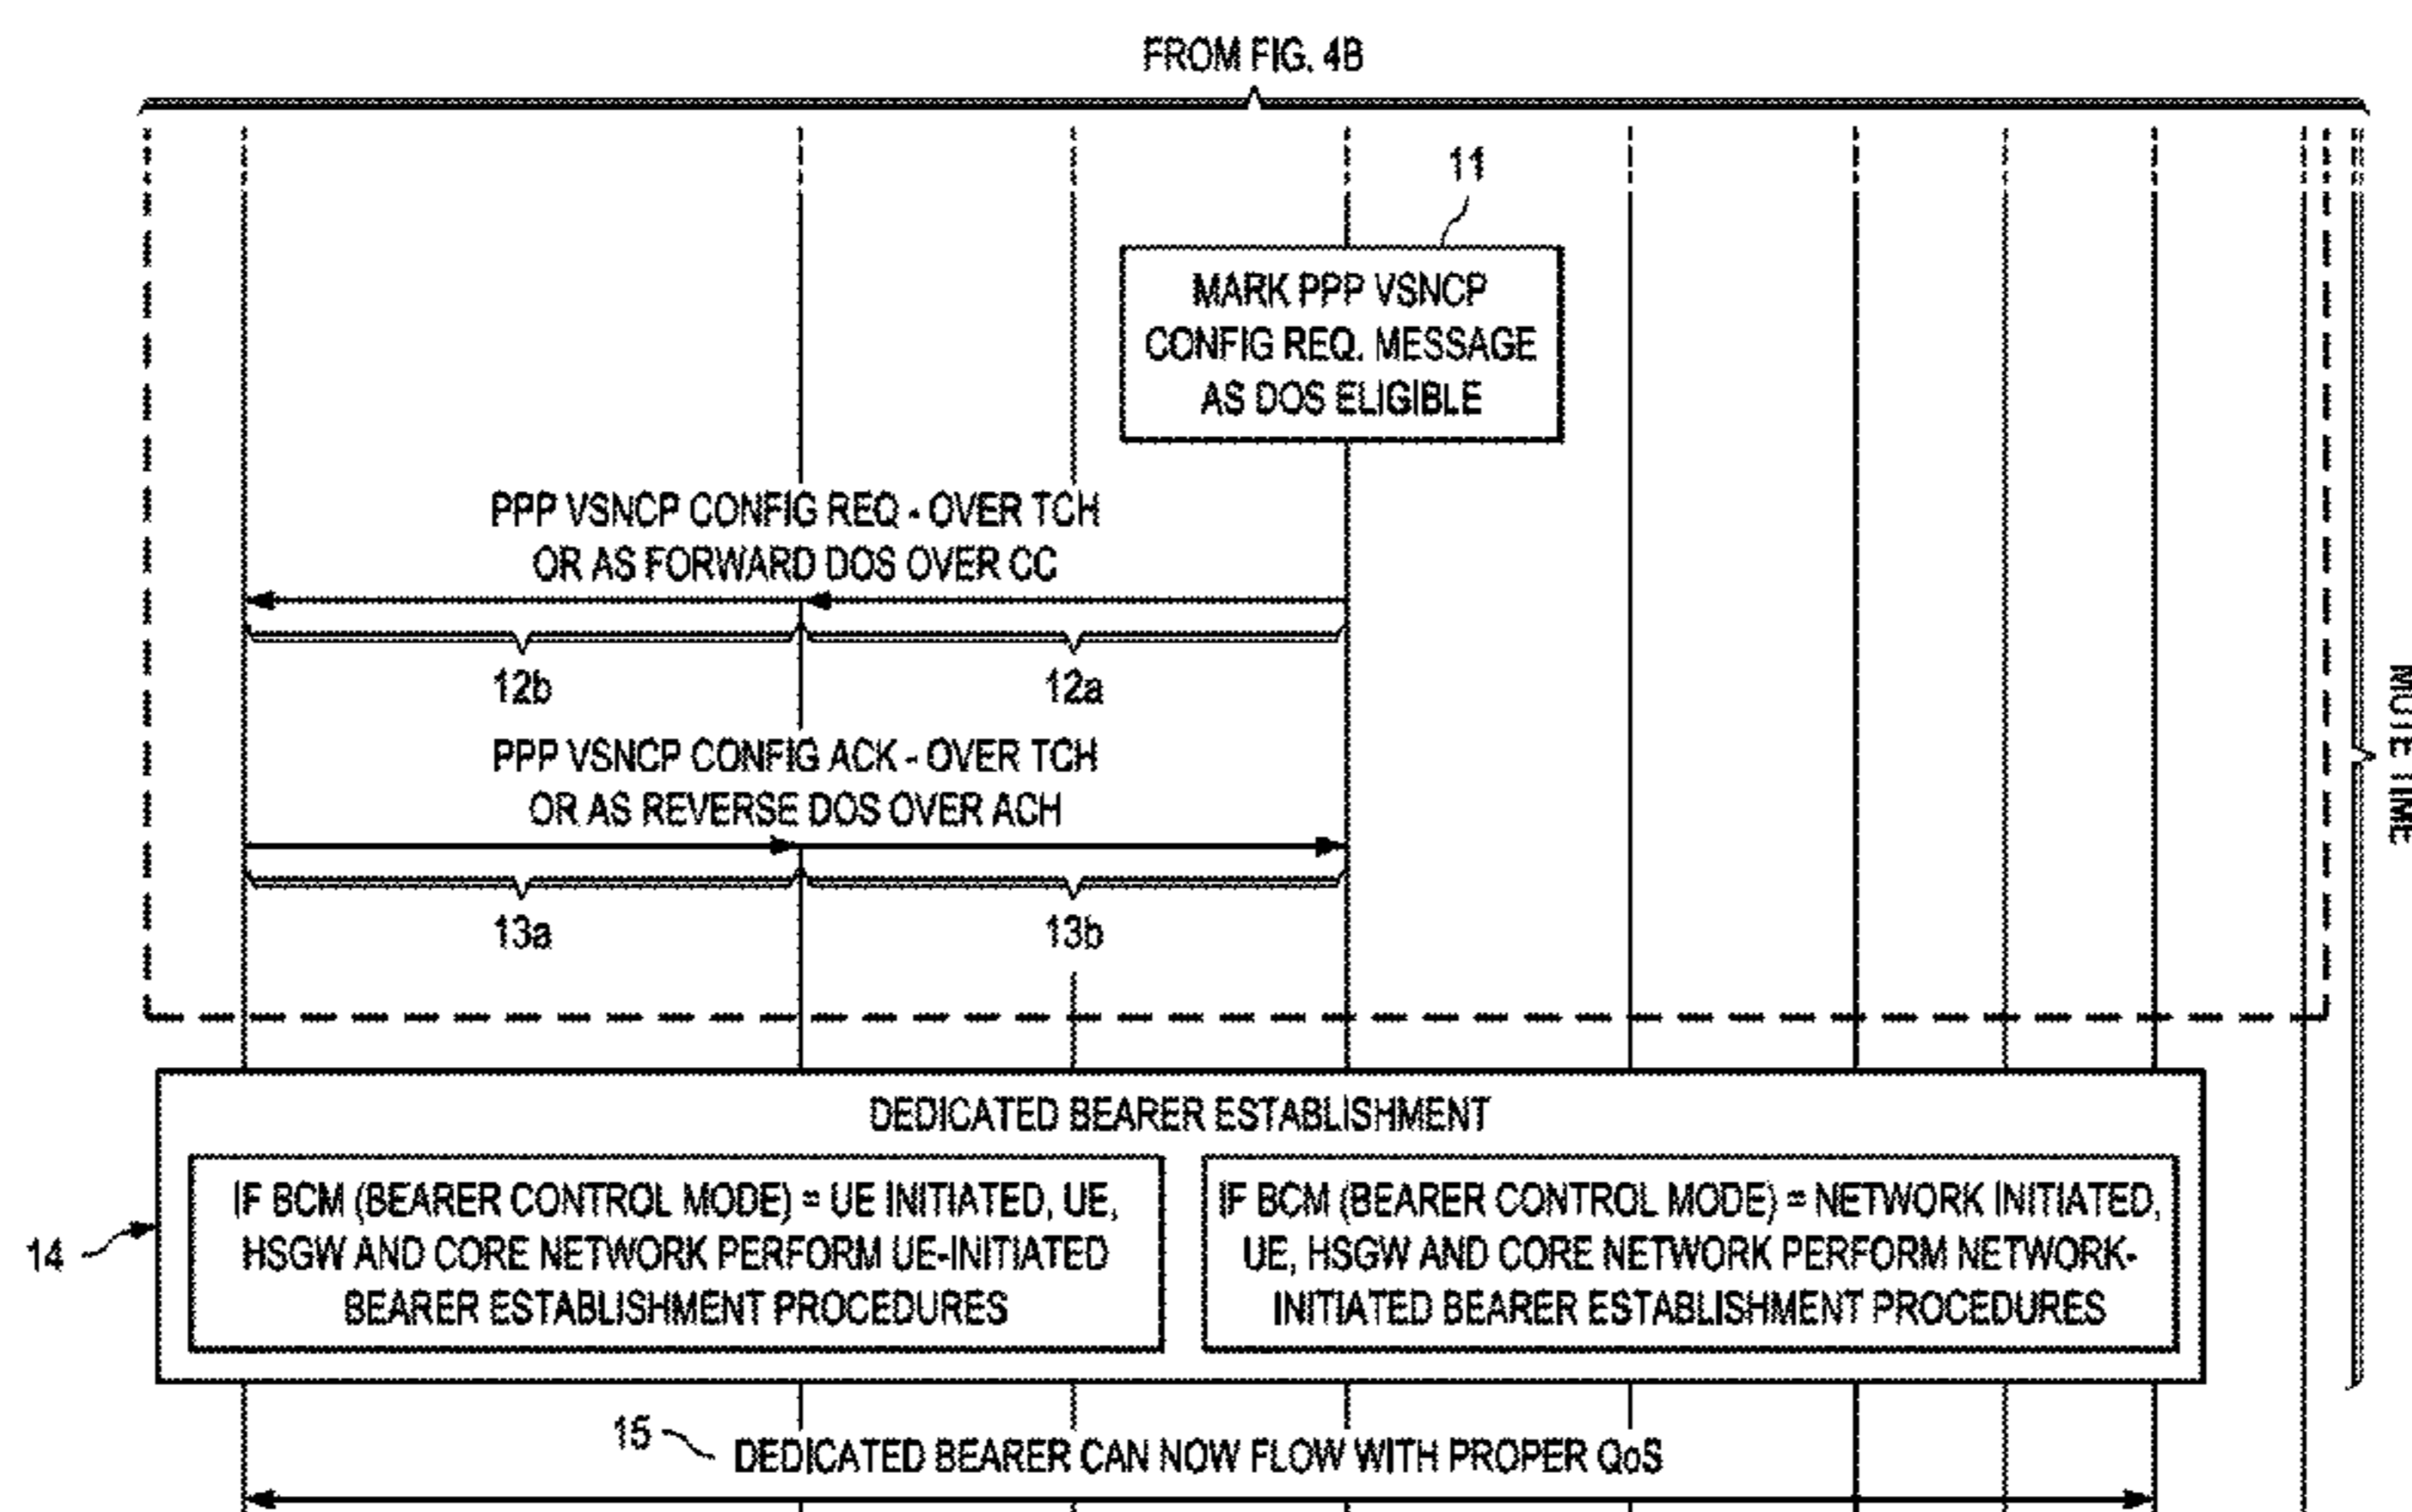 FROM FIG. 4B
11
MARK PPP VSNCP
CONFIG REQ. MESSAGE
AS DOS ELIGIBLE
PPP VSNCP CONFIG REQ - OVER TCH
OR AS FORWARD DOS OVER CC
12b
12a
MUTE TIME
PPP VSNCP CONFIG ACK - OVER TCH
OR AS REVERSE DOS OVER ACH
13a
13b
DEDICATED BEARER ESTABLISHMENT
14
IF BCM (BEARER CONTROL MODE) = UE INITIATED, UE,
HSGW AND CORE NETWORK PERFORM UE-INITIATED
BEARER ESTABLISHMENT PROCEDURES
IF BCM (BEARER CONTROL MODE) = NETWORK INITIATED,
UE, HSGW AND CORE NETWORK PERFORM NETWORK-
INITIATED BEARER ESTABLISHMENT PROCEDURES
15
DEDICATED BEARER CAN NOW FLOW WITH PROPER QoS